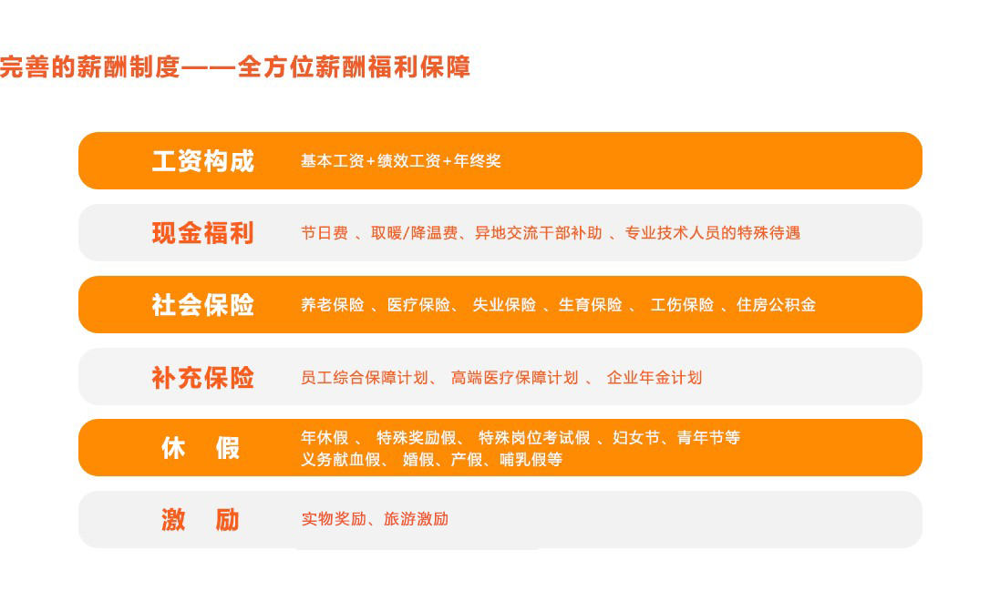 完善的薪酬制度——全方位薪酬福利保障
工资构成 基本工资+绩效工资+年终奖
现金福利 节日费 、取暖/降温费、异地交流干部补助 、专业技术人员的特殊待遇
社会保险 养老保险 、医疗保险、 失业保险 、生育保险 、 工伤保险 、住房公积金
补充保险 员工综合保障计划、 高端医疗保障计划 、 企业年金计划
休 假 年休假 、 特殊奖励假、 特殊岗位考试假 、妇女节、青年节等
义务献血假、 婚假、产假、哺乳假等
激 励 实物奖励、旅游激励